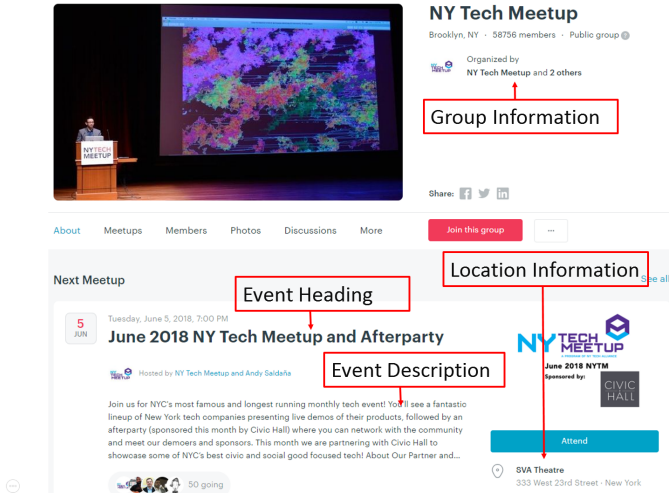 NY Tech Meetup
Brooklyn, NY · 58756 members · Public group ?
Organized by
NY Tech Meetup and 2 others
Group Information
NYTECH
MEETUP
Share:
About Meetups Members Photos Discussions More Join this group ...
Location Information
Next Meetup
See all
Event Heading
5
JUN
Tuesday, June 5, 2018, 7:00 PM
June 2018 NY Tech Meetup and Afterparty
Hosted by NY Tech Meetup and Andy Saldaña
Event Description
Join us for NYC's most famous and longest running monthly tech event! You'll see a fantastic
lineup of New York tech companies presenting live demos of their products, followed by an
afterparty (sponsored this month by Civic Hall) where you can network with the community
and meet our demoers and sponsors. This month we are partnering with Civic Hall to
showcase some of NYC's best civic and social good focused tech! About Our Partner and...
50 going
NY TECH
MEETUP
June 2018 NYTM
Sponsored by:
CIVIC
HALL
Attend
SVA Theatre
333 West 23rd Street · New York